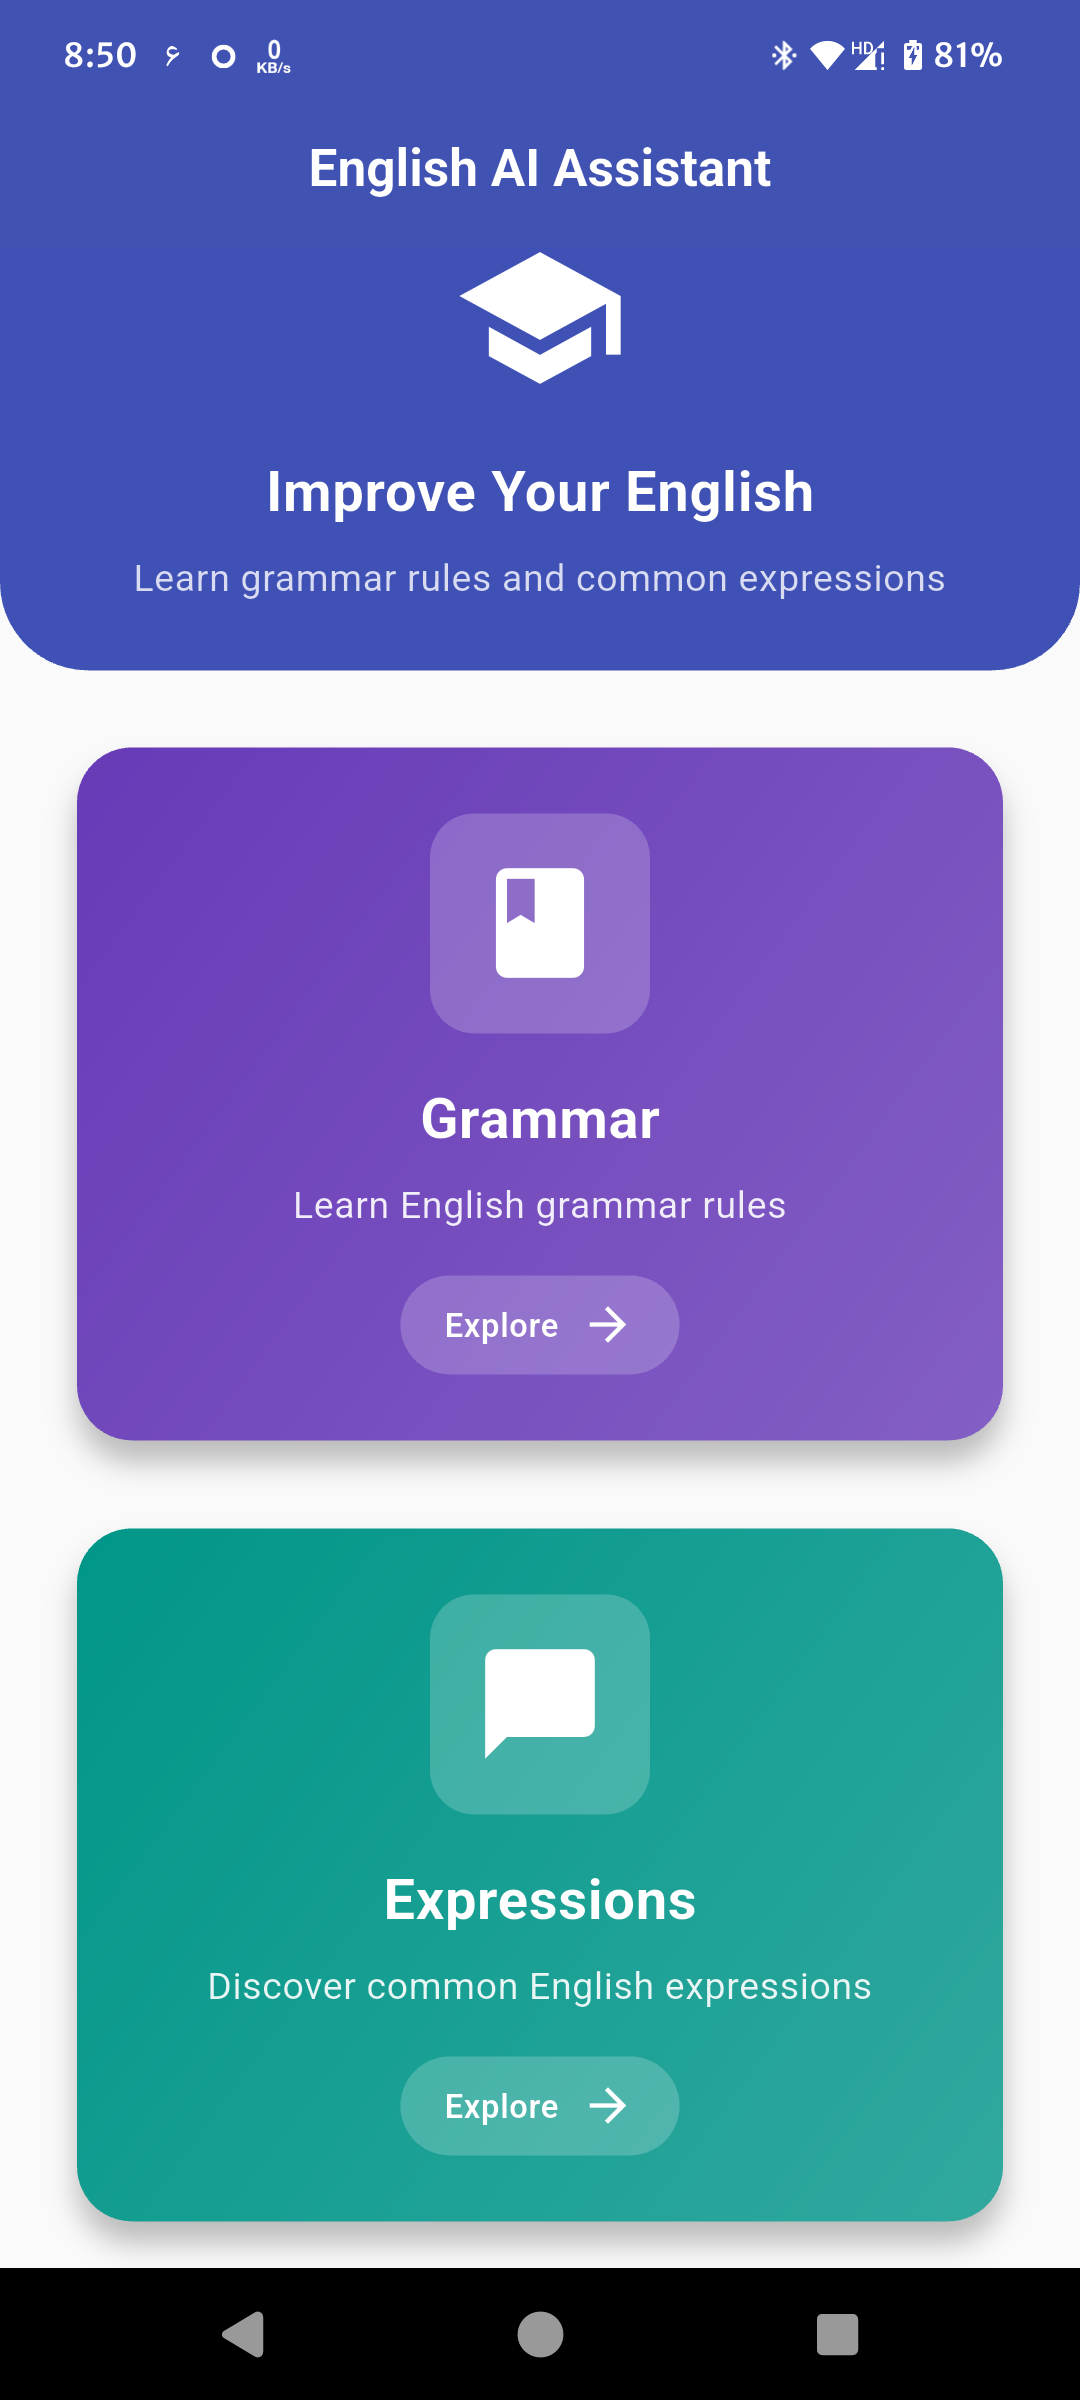 8:50 ۶ 0 KB/s HD 81%
English AI Assistant
Improve Your English
Learn grammar rules and common expressions
Grammar
Learn English grammar rules
Explore
Expressions
Discover common English expressions
Explore